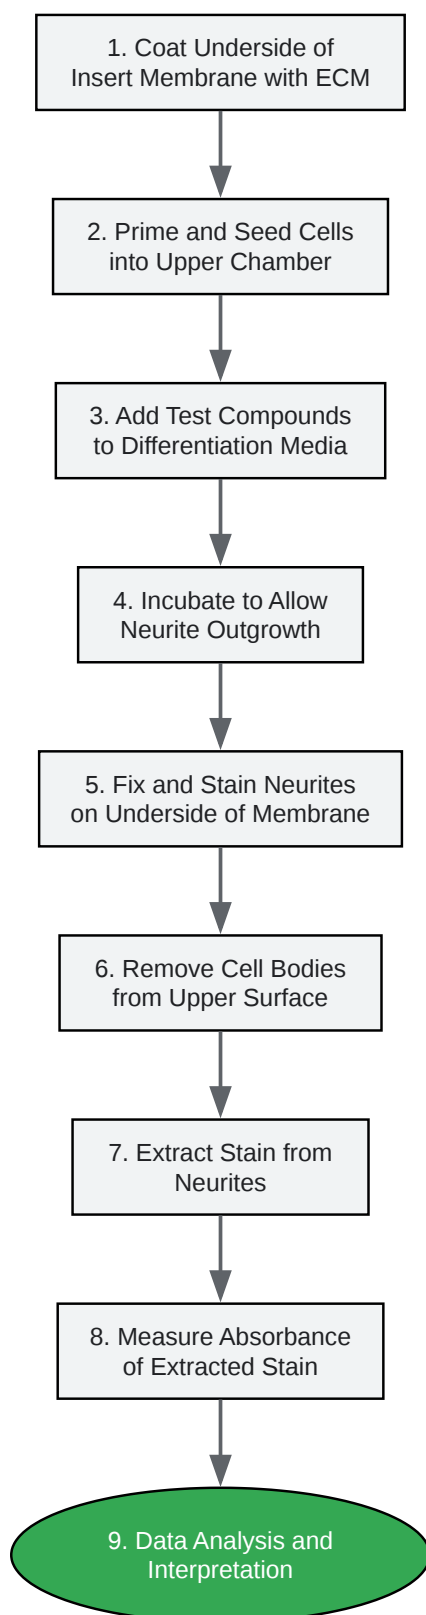 1. Coat Underside of
Insert Membrane with ECM
2. Prime and Seed Cells
into Upper Chamber
3. Add Test Compounds
to Differentiation Media
4. Incubate to Allow
Neurite Outgrowth
5. Fix and Stain Neurites
on Underside of Membrane
6. Remove Cell Bodies
from Upper Surface
7. Extract Stain from
Neurites
8. Measure Absorbance
of Extracted Stain
9. Data Analysis and
Interpretation